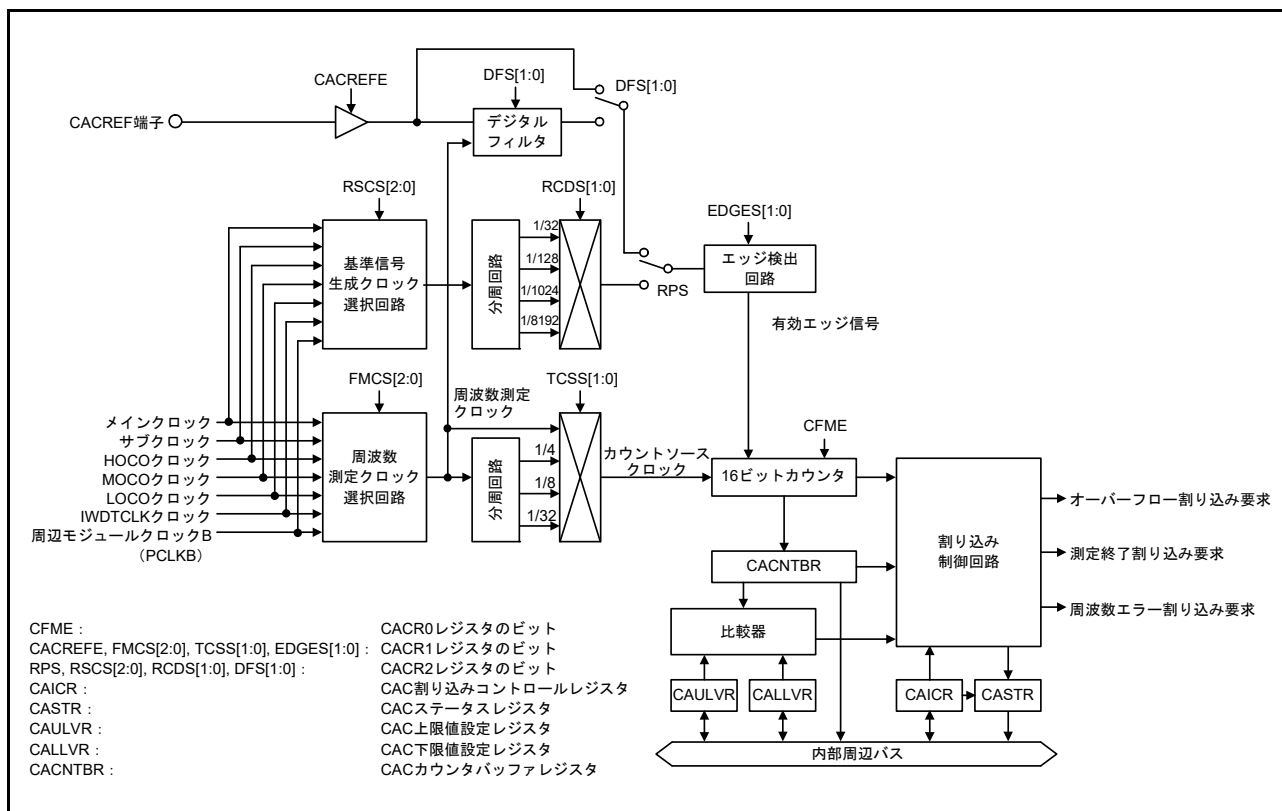 CACREFE
DFS[1:0]
DFS[1:0]
CACREF端子
デジタル
フィルタ
RSCS[2:0]
RCDS[1:0]
EDGES[1:0]
基準信号
生成クロック
選択回路
分周回路
1/32
1/128
1/1024
1/8192
RPS
エッジ検出
回路
有効エッジ信号
FMCS[2:0]
周波数測定
クロック
TCSS[1:0]
メインクロック
サブクロック
HOCOクロック
MOCOクロック
LOCOクロック
IWDTCLKクロック
周辺モジュールクロックB
(PCLKB)
周波数
測定クロック
選択回路
分周回路
1/4
1/8
1/32
カウントソース
クロック
CFME
16ビットカウンタ
CACNTBR
比較器
割り込み
制御回路
オーバーフロー割り込み要求
測定終了割り込み要求
周波数エラー割り込み要求
CAULVR
CALLVR
CAICR
CASTR
内部周辺バス
CFME : CACR0レジスタのビット
CACREFE, FMCS[2:0], TCSS[1:0], EDGES[1:0] : CACR1レジスタのビット
RPS, RSCS[2:0], RCDS[1:0], DFS[1:0] : CACR2レジスタのビット
CAICR : CAC割り込みコントロールレジスタ
CASTR : CACステータスレジスタ
CAULVR : CAC上限値設定レジスタ
CALLVR : CAC下限値設定レジスタ
CACNTBR : CACカウンタバッファレジスタ